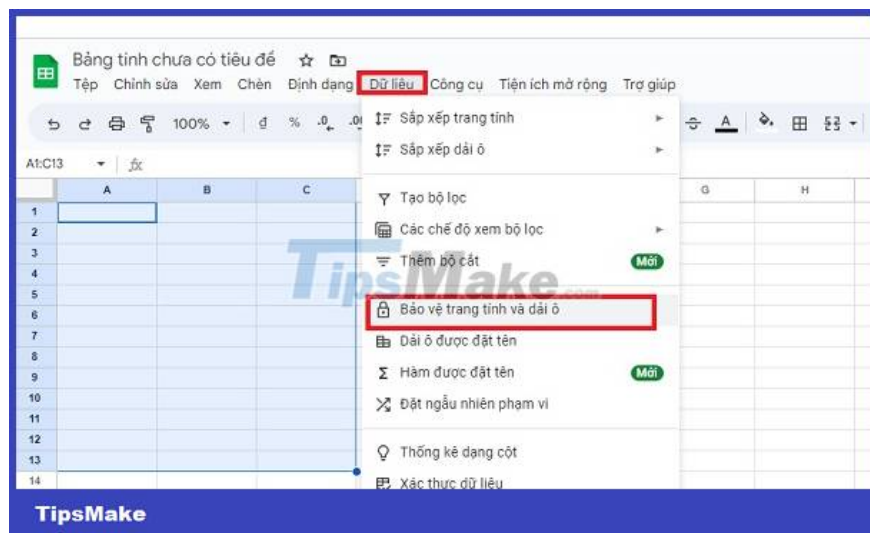 Bảng tính chưa có tiêu đề
Tệp Chỉnh sửa Xem Chèn Định dạng Dữ liệu Công cụ Tiện ích mở rộng Trợ giúp
100% đ % .0 .00 A
A1:C13 fx
A B C G H
1
2
3
4
5
6
7
8
9
10
11
12
13
14
Sắp xếp trang tính
Sắp xếp dải ô
Tạo bộ lọc
Các chế độ xem bộ lọc
Thêm bộ cắt Mới
Bảo vệ trang tính và dải ô
Dải ô được đặt tên
Hàm được đặt tên Mới
Đặt ngẫu nhiên phạm vi
Thống kê dạng cột
Xác thực dữ liệu
TipsMake.com
TipsMake